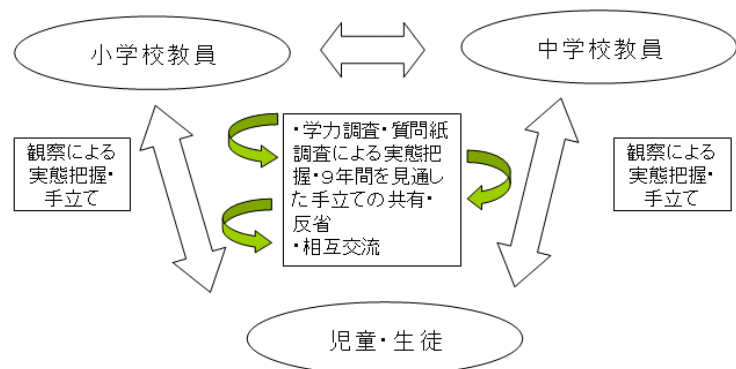 小学校教員
中学校教員
観察による
実態把握・
手立て
・学力調査・質問紙
調査による実態把
握・9年間を見通し
た手立ての共有・
反省
・相互交流
観察による
実態把握・
手立て
児童・生徒